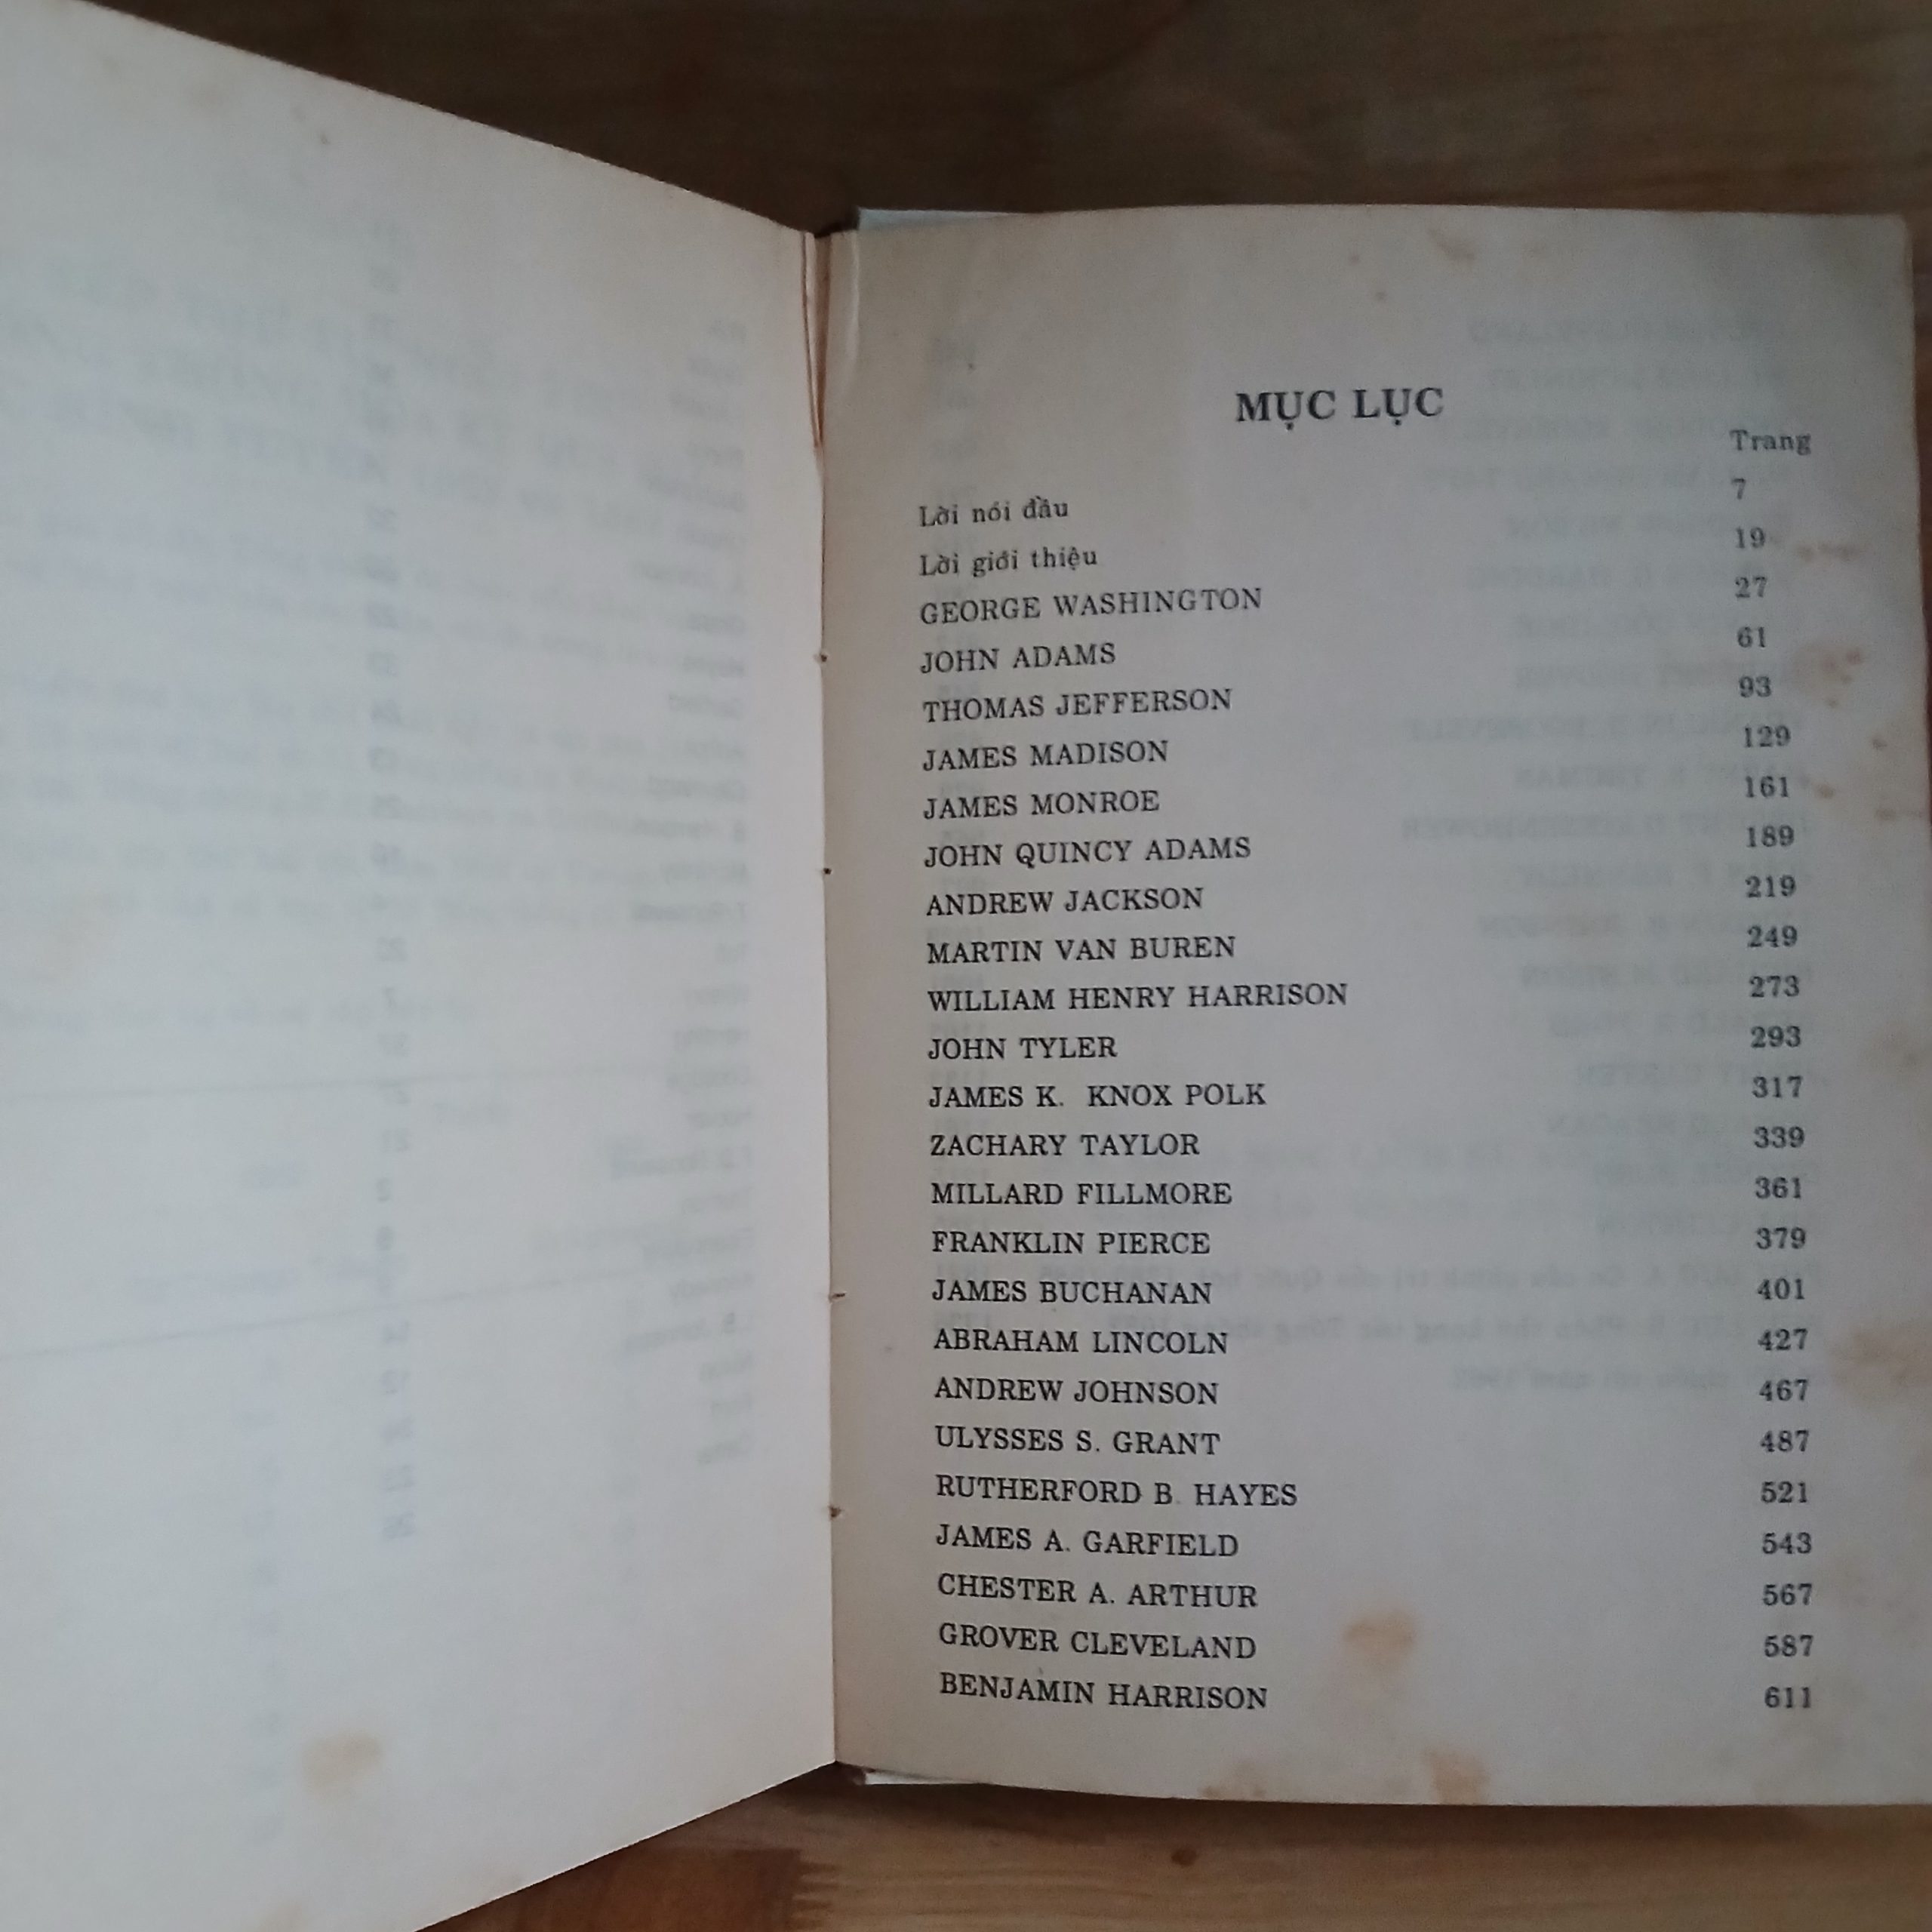 MỤC LỤC
Trang
Lời nói đầu 7
Lời giới thiệu 19
GEORGE WASHINGTON 27
JOHN ADAMS 61
THOMAS JEFFERSON 93
JAMES MADISON 129
JAMES MONROE 161
JOHN QUINCY ADAMS 189
ANDREW JACKSON 219
MARTIN VAN BUREN 249
WILLIAM HENRY HARRISON 273
JOHN TYLER 293
JAMES K. KNOX POLK 317
ZACHARY TAYLOR 339
MILLARD FILLMORE 361
FRANKLIN PIERCE 379
JAMES BUCHANAN 401
ABRAHAM LINCOLN 427
ANDREW JOHNSON 467
ULYSSES S. GRANT 487
RUTHERFORD B. HAYES 521
JAMES A. GARFIELD 543
CHESTER A. ARTHUR 567
GROVER CLEVELAND 587
BENJAMIN HARRISON 611